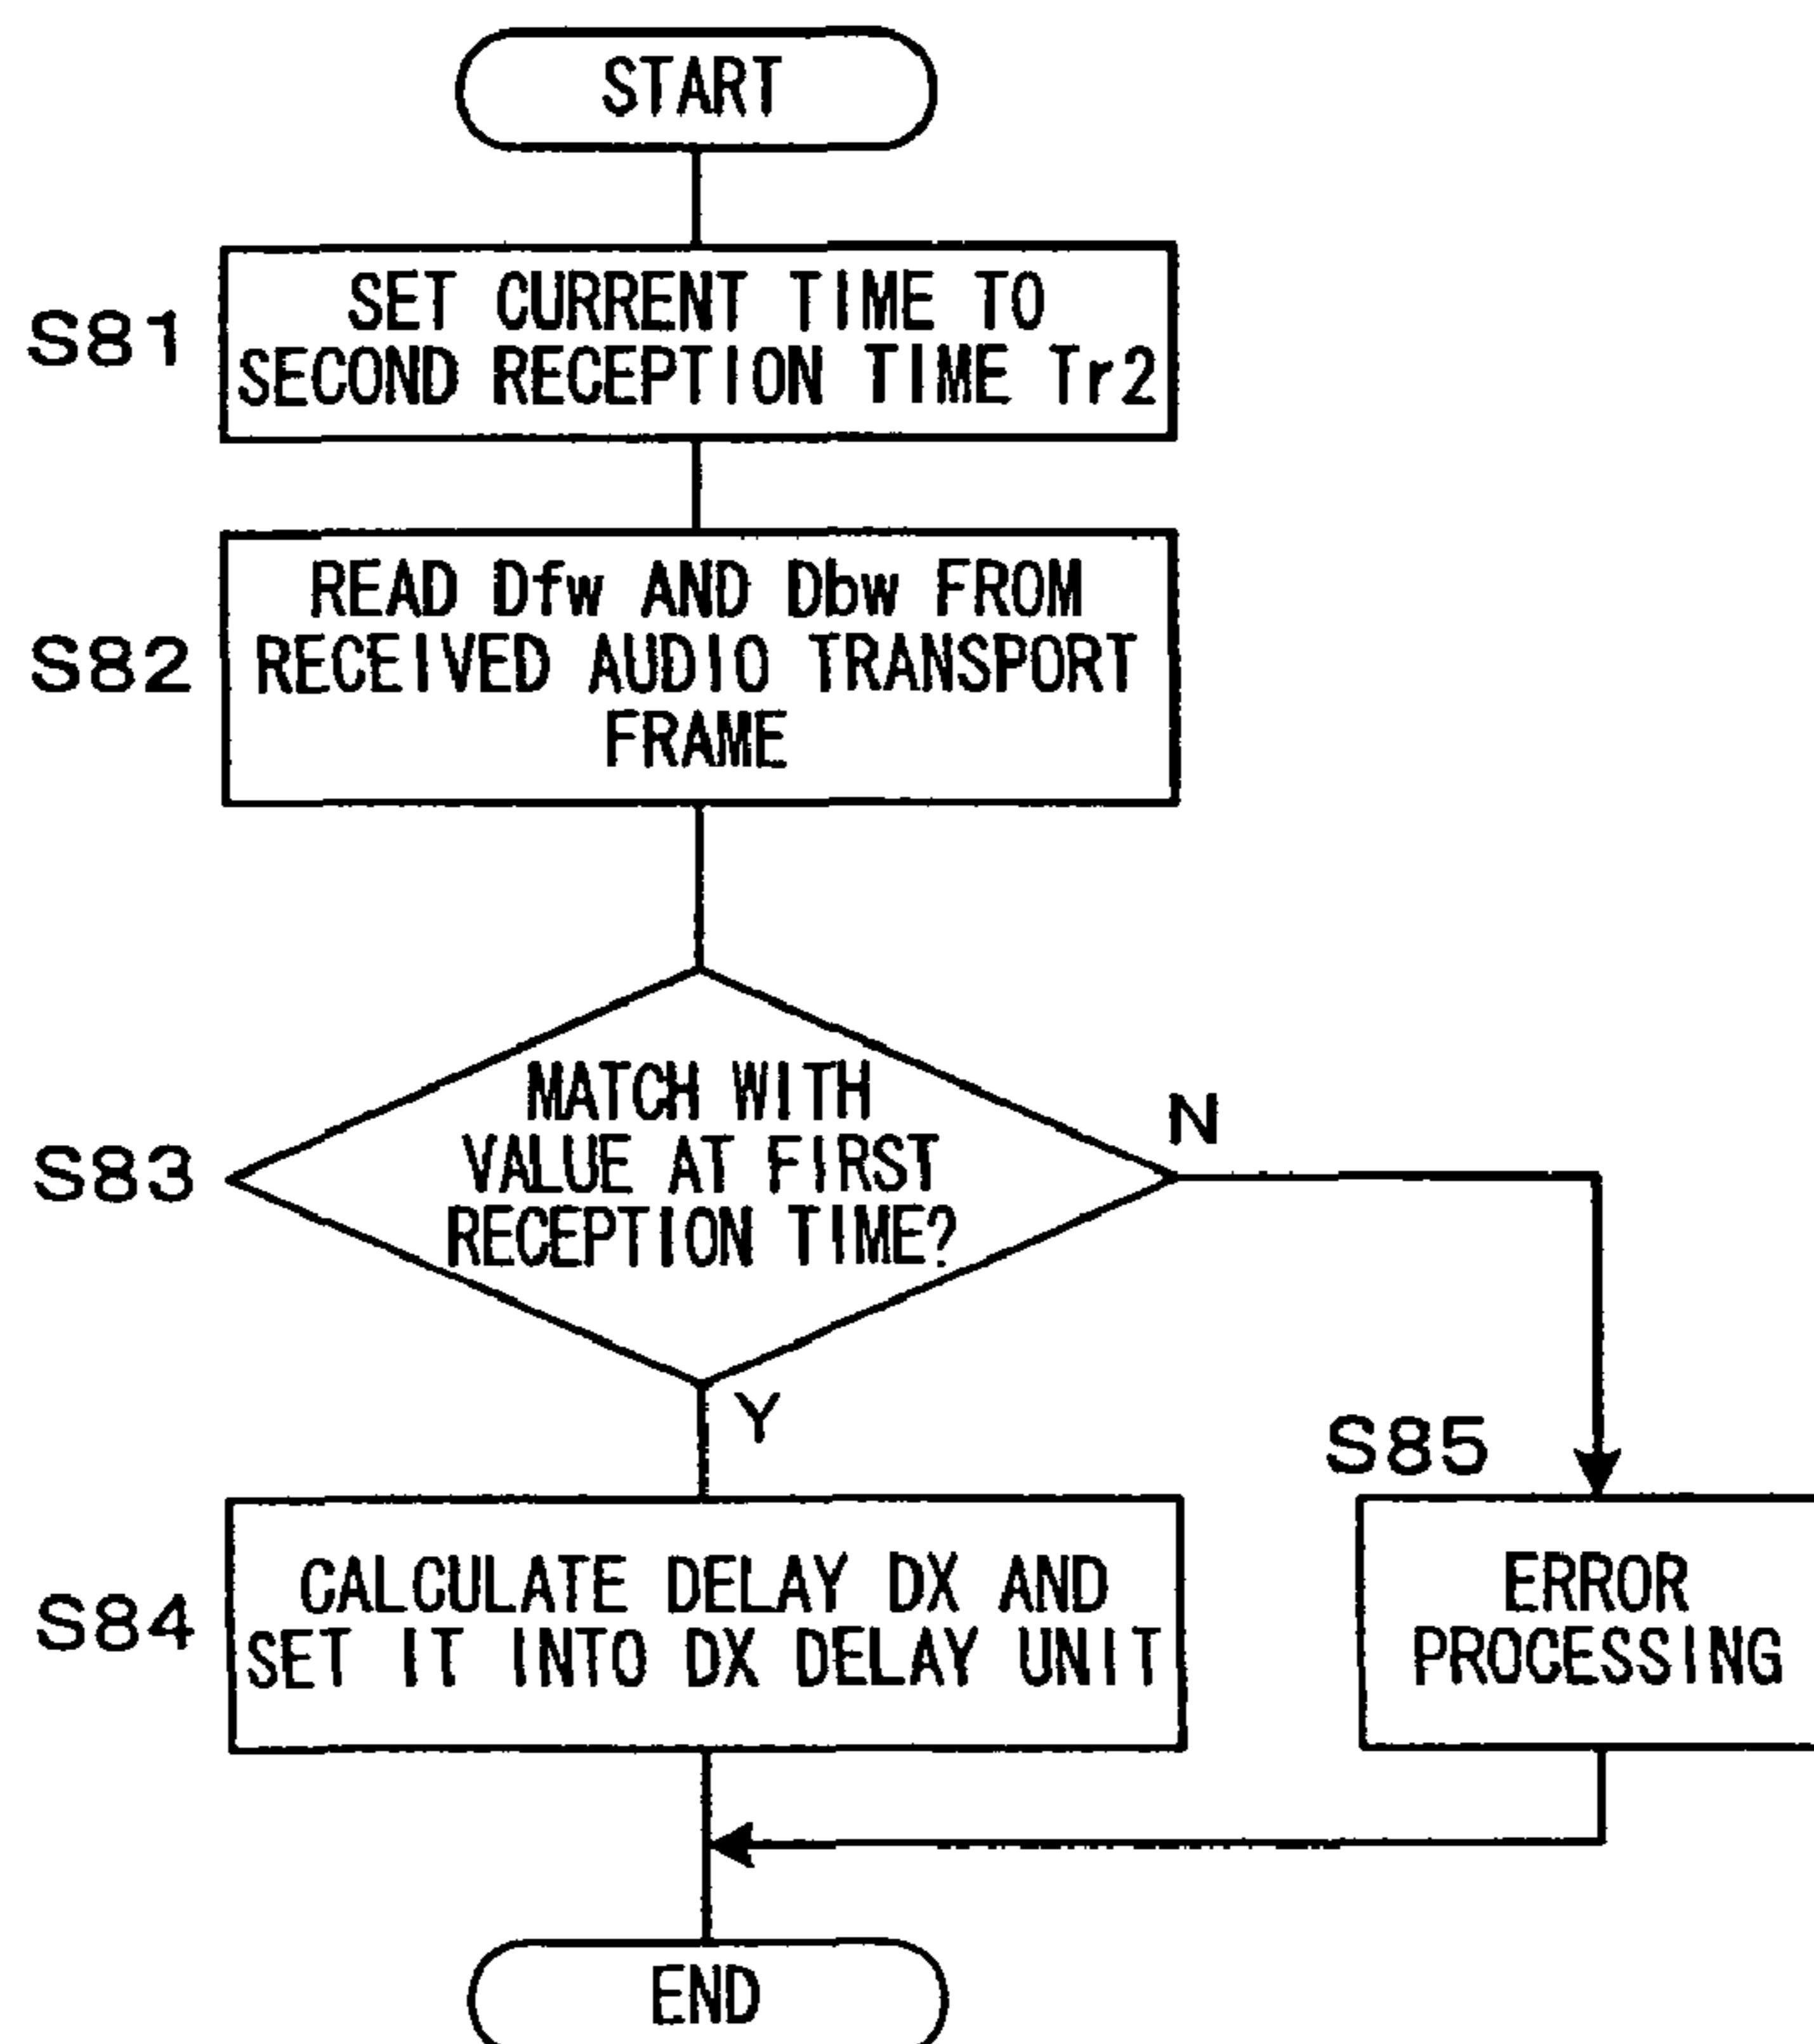 START
S81
SET CURRENT TIME TO
SECOND RECEPTION TIME Tr2
S82
READ Dfw AND Dbw FROM
RECEIVED AUDIO TRANSPORT
FRAME
S83
MATCH WITH
VALUE AT FIRST
RECEPTION TIME?
N
Y
S84
CALCULATE DELAY DX AND
SET IT INTO DX DELAY UNIT
S85
ERROR
PROCESSING
END